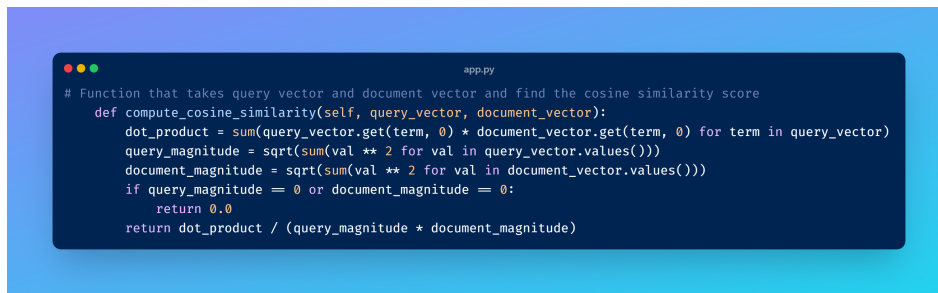 app.py
# Function that takes query vector and document vector and find the cosine similarity score
    def compute_cosine_similarity(self, query_vector, document_vector):
        dot_product = sum(query_vector.get(term, 0) * document_vector.get(term, 0) for term in query_vector)
        query_magnitude = sqrt(sum(val ** 2 for val in query_vector.values()))
        document_magnitude = sqrt(sum(val ** 2 for val in document_vector.values()))
        if query_magnitude == 0 or document_magnitude == 0:
            return 0.0
        return dot_product / (query_magnitude * document_magnitude)